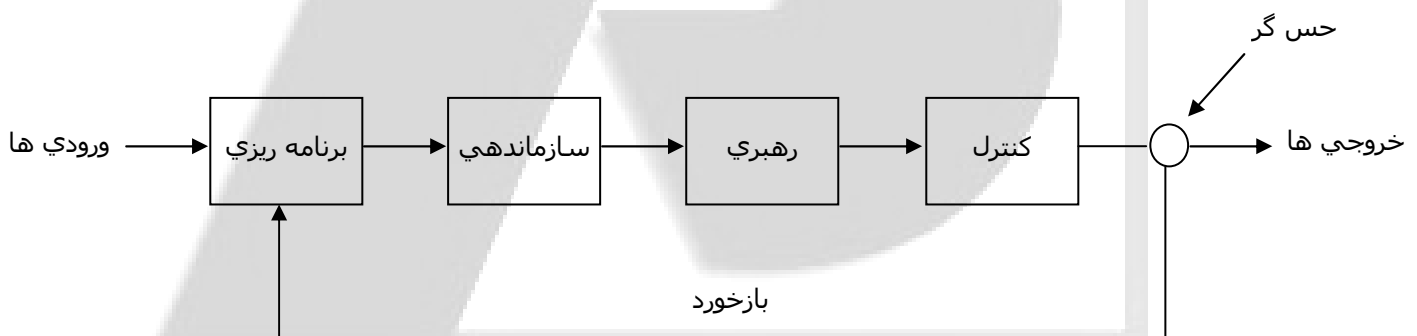 حس گر
ورودي ها
برنامه ريزي
سازماندهي
رهبري
كنترل
خروجي ها
بازخورد